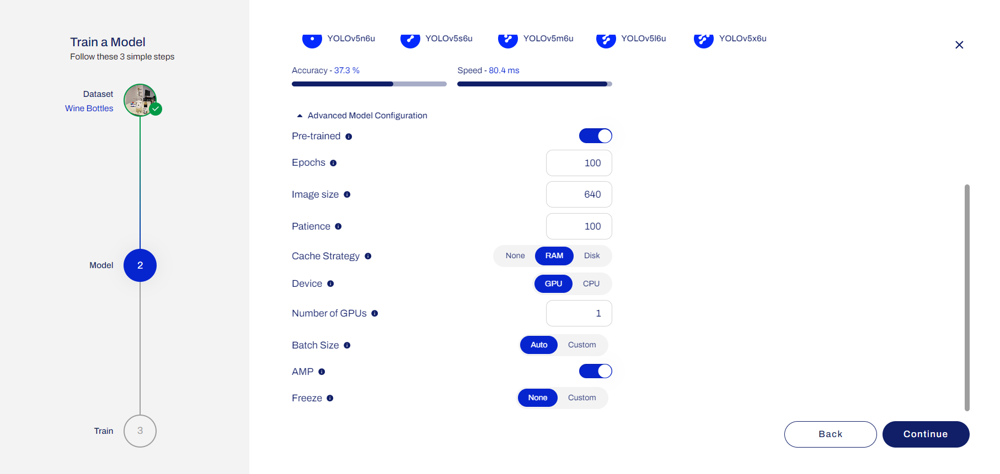 Train a Model
Follow these 3 simple steps
Dataset
Wine Bottles
Model
2
Train
3
YOLOv5n6u YOLOv5s6u YOLOv5m6u YOLOv5l6u YOLOv5x6u
Accuracy - 37.3 % Speed - 80.4 ms
Advanced Model Configuration
Pre-trained
Epochs 100
Image size 640
Patience 100
Cache Strategy None RAM Disk
Device GPU CPU
Number of GPUs 1
Batch Size Auto Custom
AMP
Freeze None Custom
Back Continue